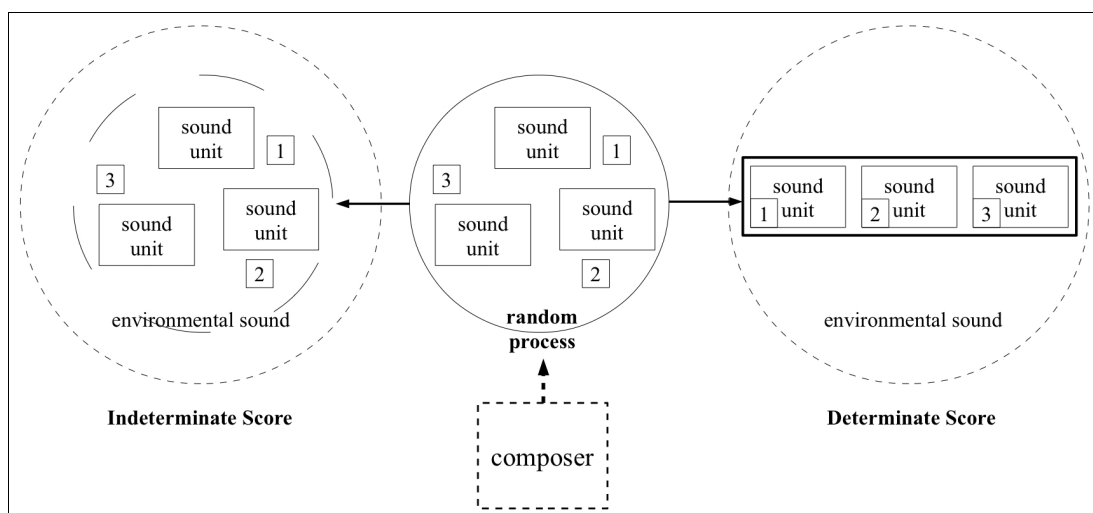 sound
unit
1
3
sound
unit
sound
unit
2
environmental sound
Indeterminate Score
sound
unit
1
3
sound
unit
sound
unit
2
random
process
composer
sound
unit
1
sound
unit
2
sound
unit
3
environmental sound
Determinate Score